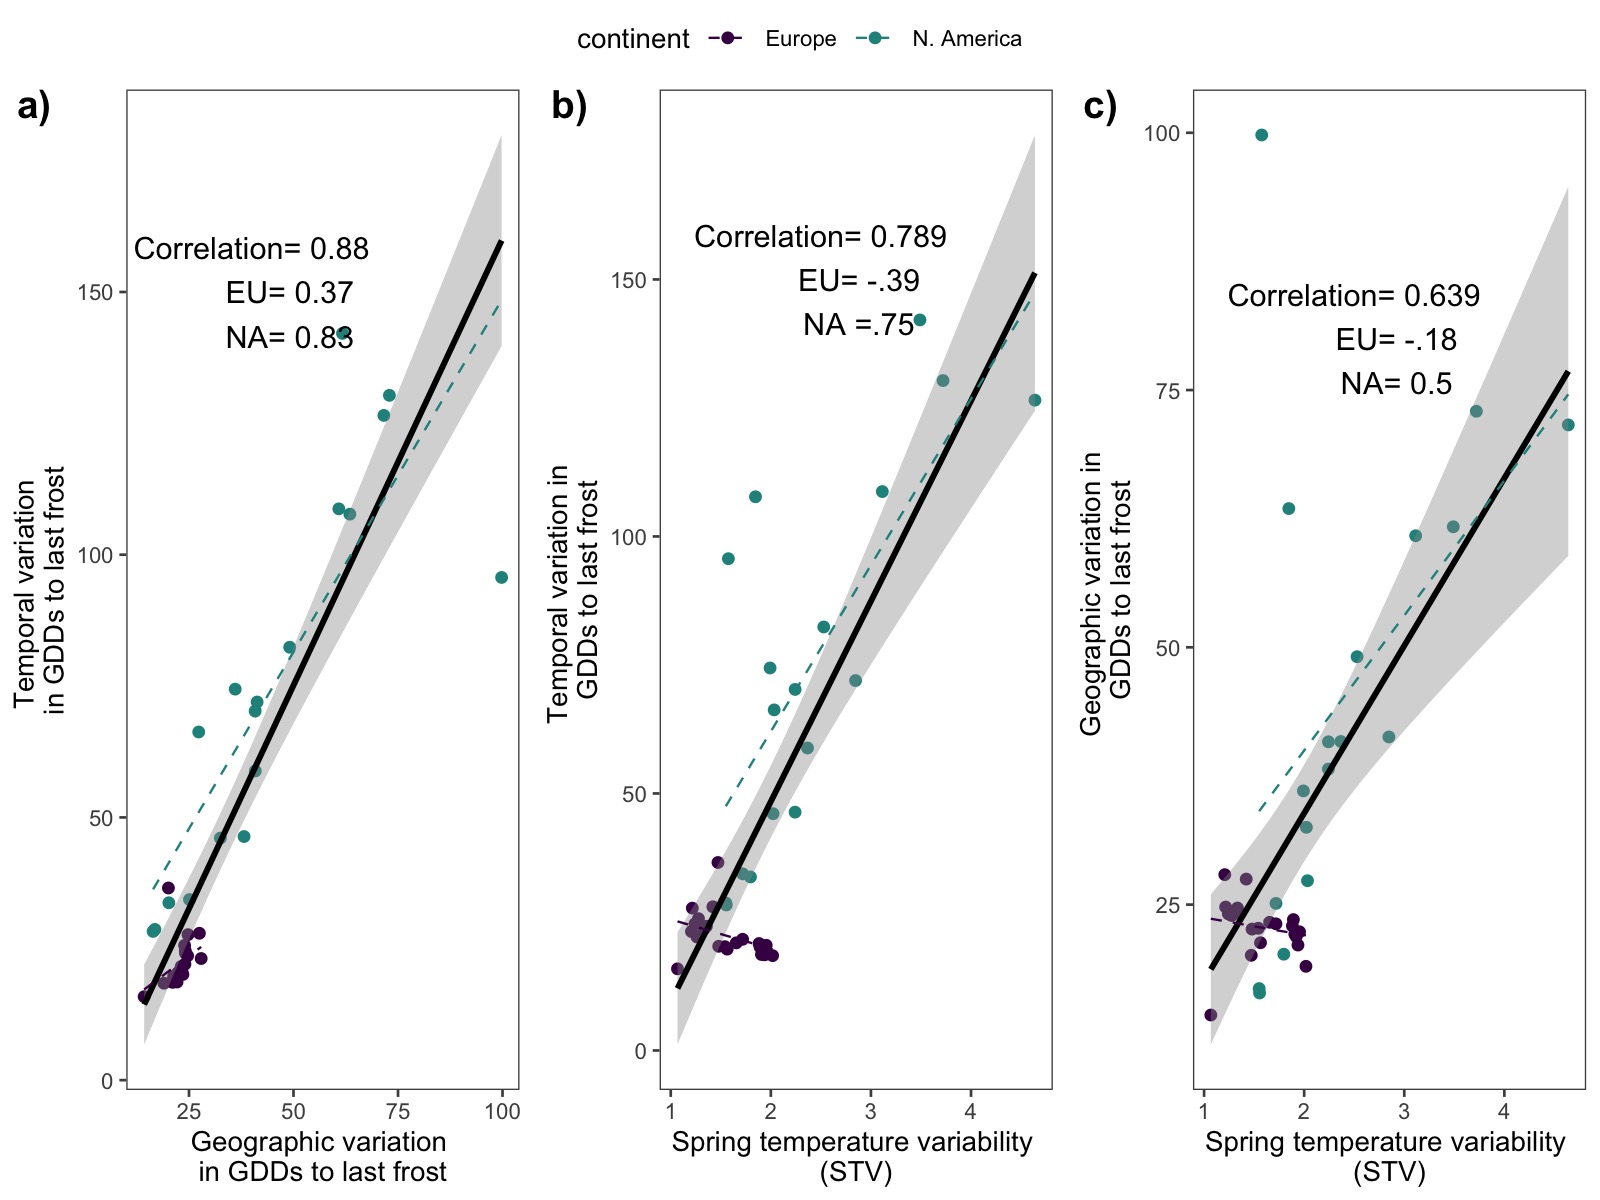 continent Europe N. America
a)
Correlation= 0.88
EU= 0.37
NA= 0.83
150
100
50
0
25 50 75 100
Temporal variation
in GDDs to last frost
Geographic variation
in GDDs to last frost
b)
Correlation= 0.789
EU= -.39
NA =.75
150
100
50
0
1 2 3 4
Temporal variation in
GDDs to last frost
Spring temperature variability
(STV)
c)
Correlation= 0.639
EU= -.18
NA= 0.5
100
75
50
25
1 2 3 4
Geographic variation in
GDDs to last frost
Spring temperature variability
(STV)